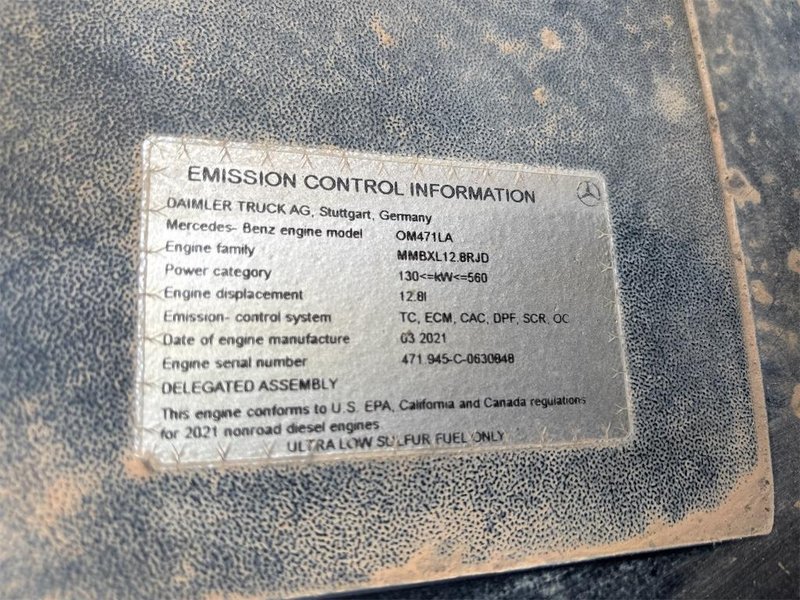 EMISSION CONTROL INFORMATION
DAIMLER TRUCK AG, Stuttgart, Germany
Mercedes- Benz engine model OM471LA
Engine family MMBXL12.8RJD
Power category 130<=kW<=560
Engine displacement 12.8l
Emission- control system TC, ECM, CAC, DPF, SCR, OC
Date of engine manufacture 03 2021
Engine serial number 471.945-C-0630848
DELEGATED ASSEMBLY
This engine conforms to U.S. EPA, California and Canada regulations
for 2021 nonroad diesel engines
ULTRA LOW SULFUR FUEL ONLY